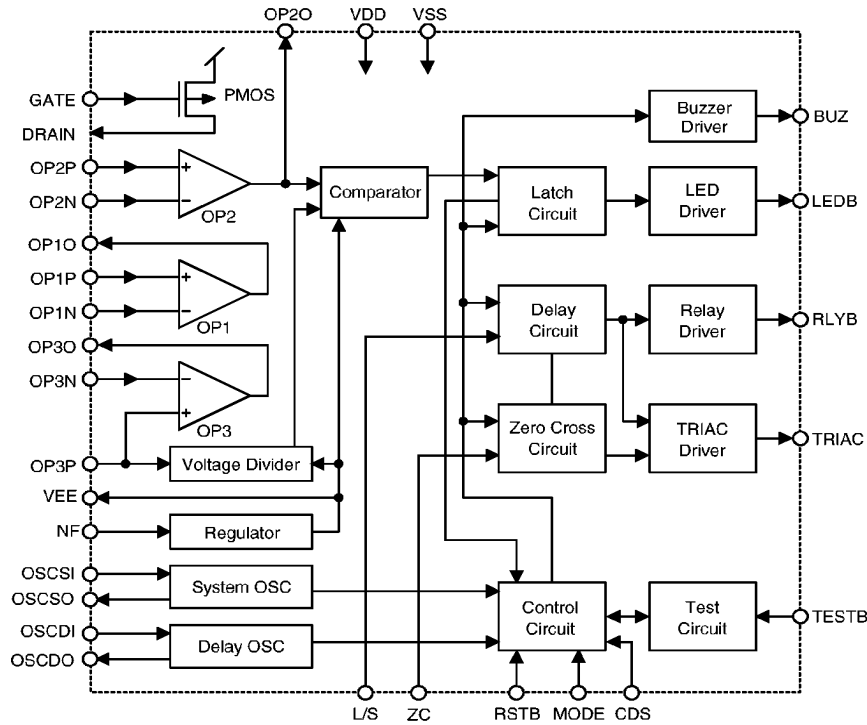 OP2O VDD VSS
GATE
PMOS
DRAIN
Buzzer
Driver
BUZ
OP2P
+
OP2N
−
OP2
Comparator
Latch
Circuit
LED
Driver
LEDB
OP1O
OP1P
+
OP1N
−
OP1
Delay
Circuit
Relay
Driver
RLYB
OP3O
OP3N
−
+
OP3
Zero Cross
Circuit
TRIAC
Driver
TRIAC
OP3P
Voltage Divider
VEE
NF
Regulator
OSCSI
OSCSO
System OSC
OSCDI
OSCDO
Delay OSC
Control
Circuit
Test
Circuit
TESTB
L/S ZC RSTB MODE CDS